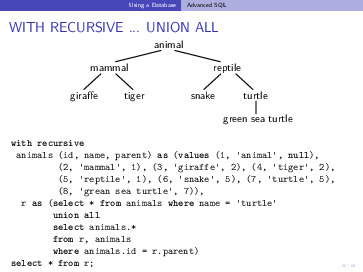 Using a Database Advanced SQL
WITH RECURSIVE ... UNION ALL
animal
mammal reptile
giraffe tiger snake turtle
green sea turtle
with recursive
animals (id, name, parent) as (values (1, 'animal', null),
(2, 'mammal', 1), (3, 'giraffe', 2), (4, 'tiger', 2),
(5, 'reptile', 1), (6, 'snake', 5), (7, 'turtle', 5),
(8, 'grean sea turtle', 7)),
r as (select * from animals where name = 'turtle'
union all
select animals.*
from r, animals
where animals.id = r.parent)
select * from r;